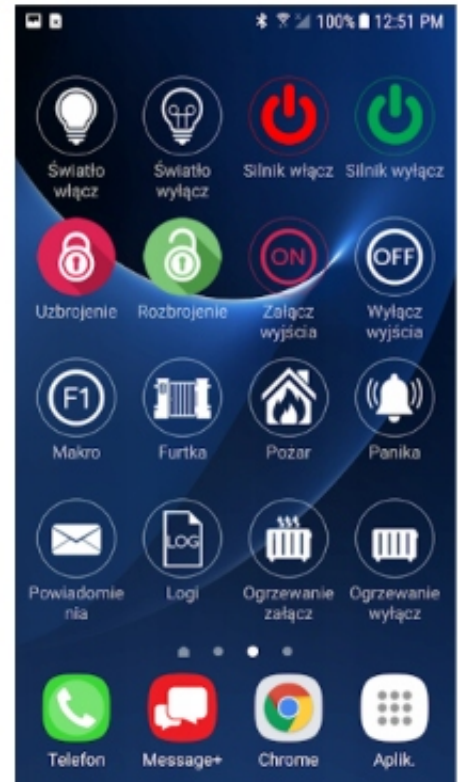 100% 12:51 PM
Światło włącz
Światło wyłącz
Silnik włącz
Silnik wyłącz
Uzbrojenie
Rozbrojenie
ON
Załącz wyjścia
OFF
Wyłącz wyjścia
F1
Makro
Furtka
Pożar
Panika
Powiadomie
nia
LOG
Logi
Ogrzewanie załącz
Ogrzewanie wyłącz
Telefon
Message+
Chrome
Aplik.